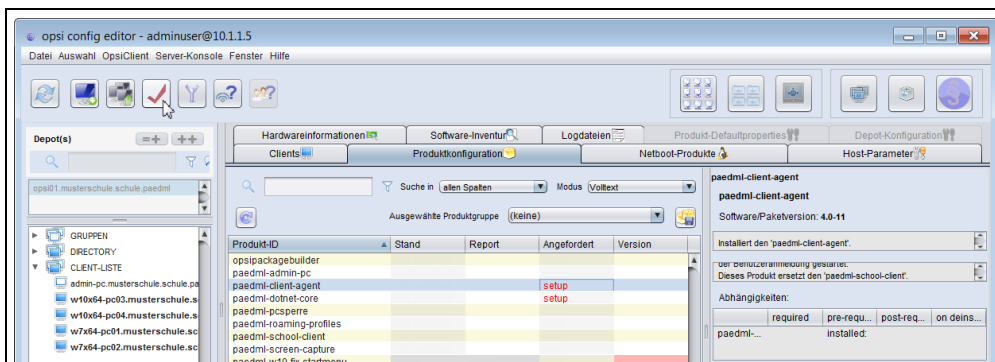 opsi config editor - adminuser@10.1.1.5
Datei Auswahl OpsiClient Server-Konsole Fenster Hilfe
Depot(s)
=+ ++
opsi01.musterschule.schule.paedml
GRUPPEN
DIRECTORY
CLIENT-LISTE
admin-pc.musterschule.schule.pa
w10x64-pc03.musterschule.s
w10x64-pc04.musterschule.s
w7x64-pc01.musterschule.sc
w7x64-pc02.musterschule.sc
Hardwareinformationen Software-Inventur Logdateien Produkt-Defaultproperties Depot-Konfiguration
Clients Produktkonfiguration Netboot-Produkte Host-Parameter
Suche in allen Spalten Modus Volltext
Ausgewählte Produktgruppe (keine)
Produkt-ID Stand Report Angefordert Version
opsipackagebuilder
paedml-admin-pc
paedml-client-agent setup
paedml-dotnet-core setup
paedml-pcsperre
paedml-roaming-profiles
paedml-school-client
paedml-screen-capture
paedml-w10-fix-startmenu
paedml-client-agent
paedml-client-agent
Software/Paketversion: 4.0-11
Installiert den 'paedml-client-agent'.
der Benutzeranmeldung gestartet.
Dieses Produkt ersetzt den 'paedml-school-client'.
Abhängigkeiten:
required pre-requ... post-req... on deins...
paedml-... installed: